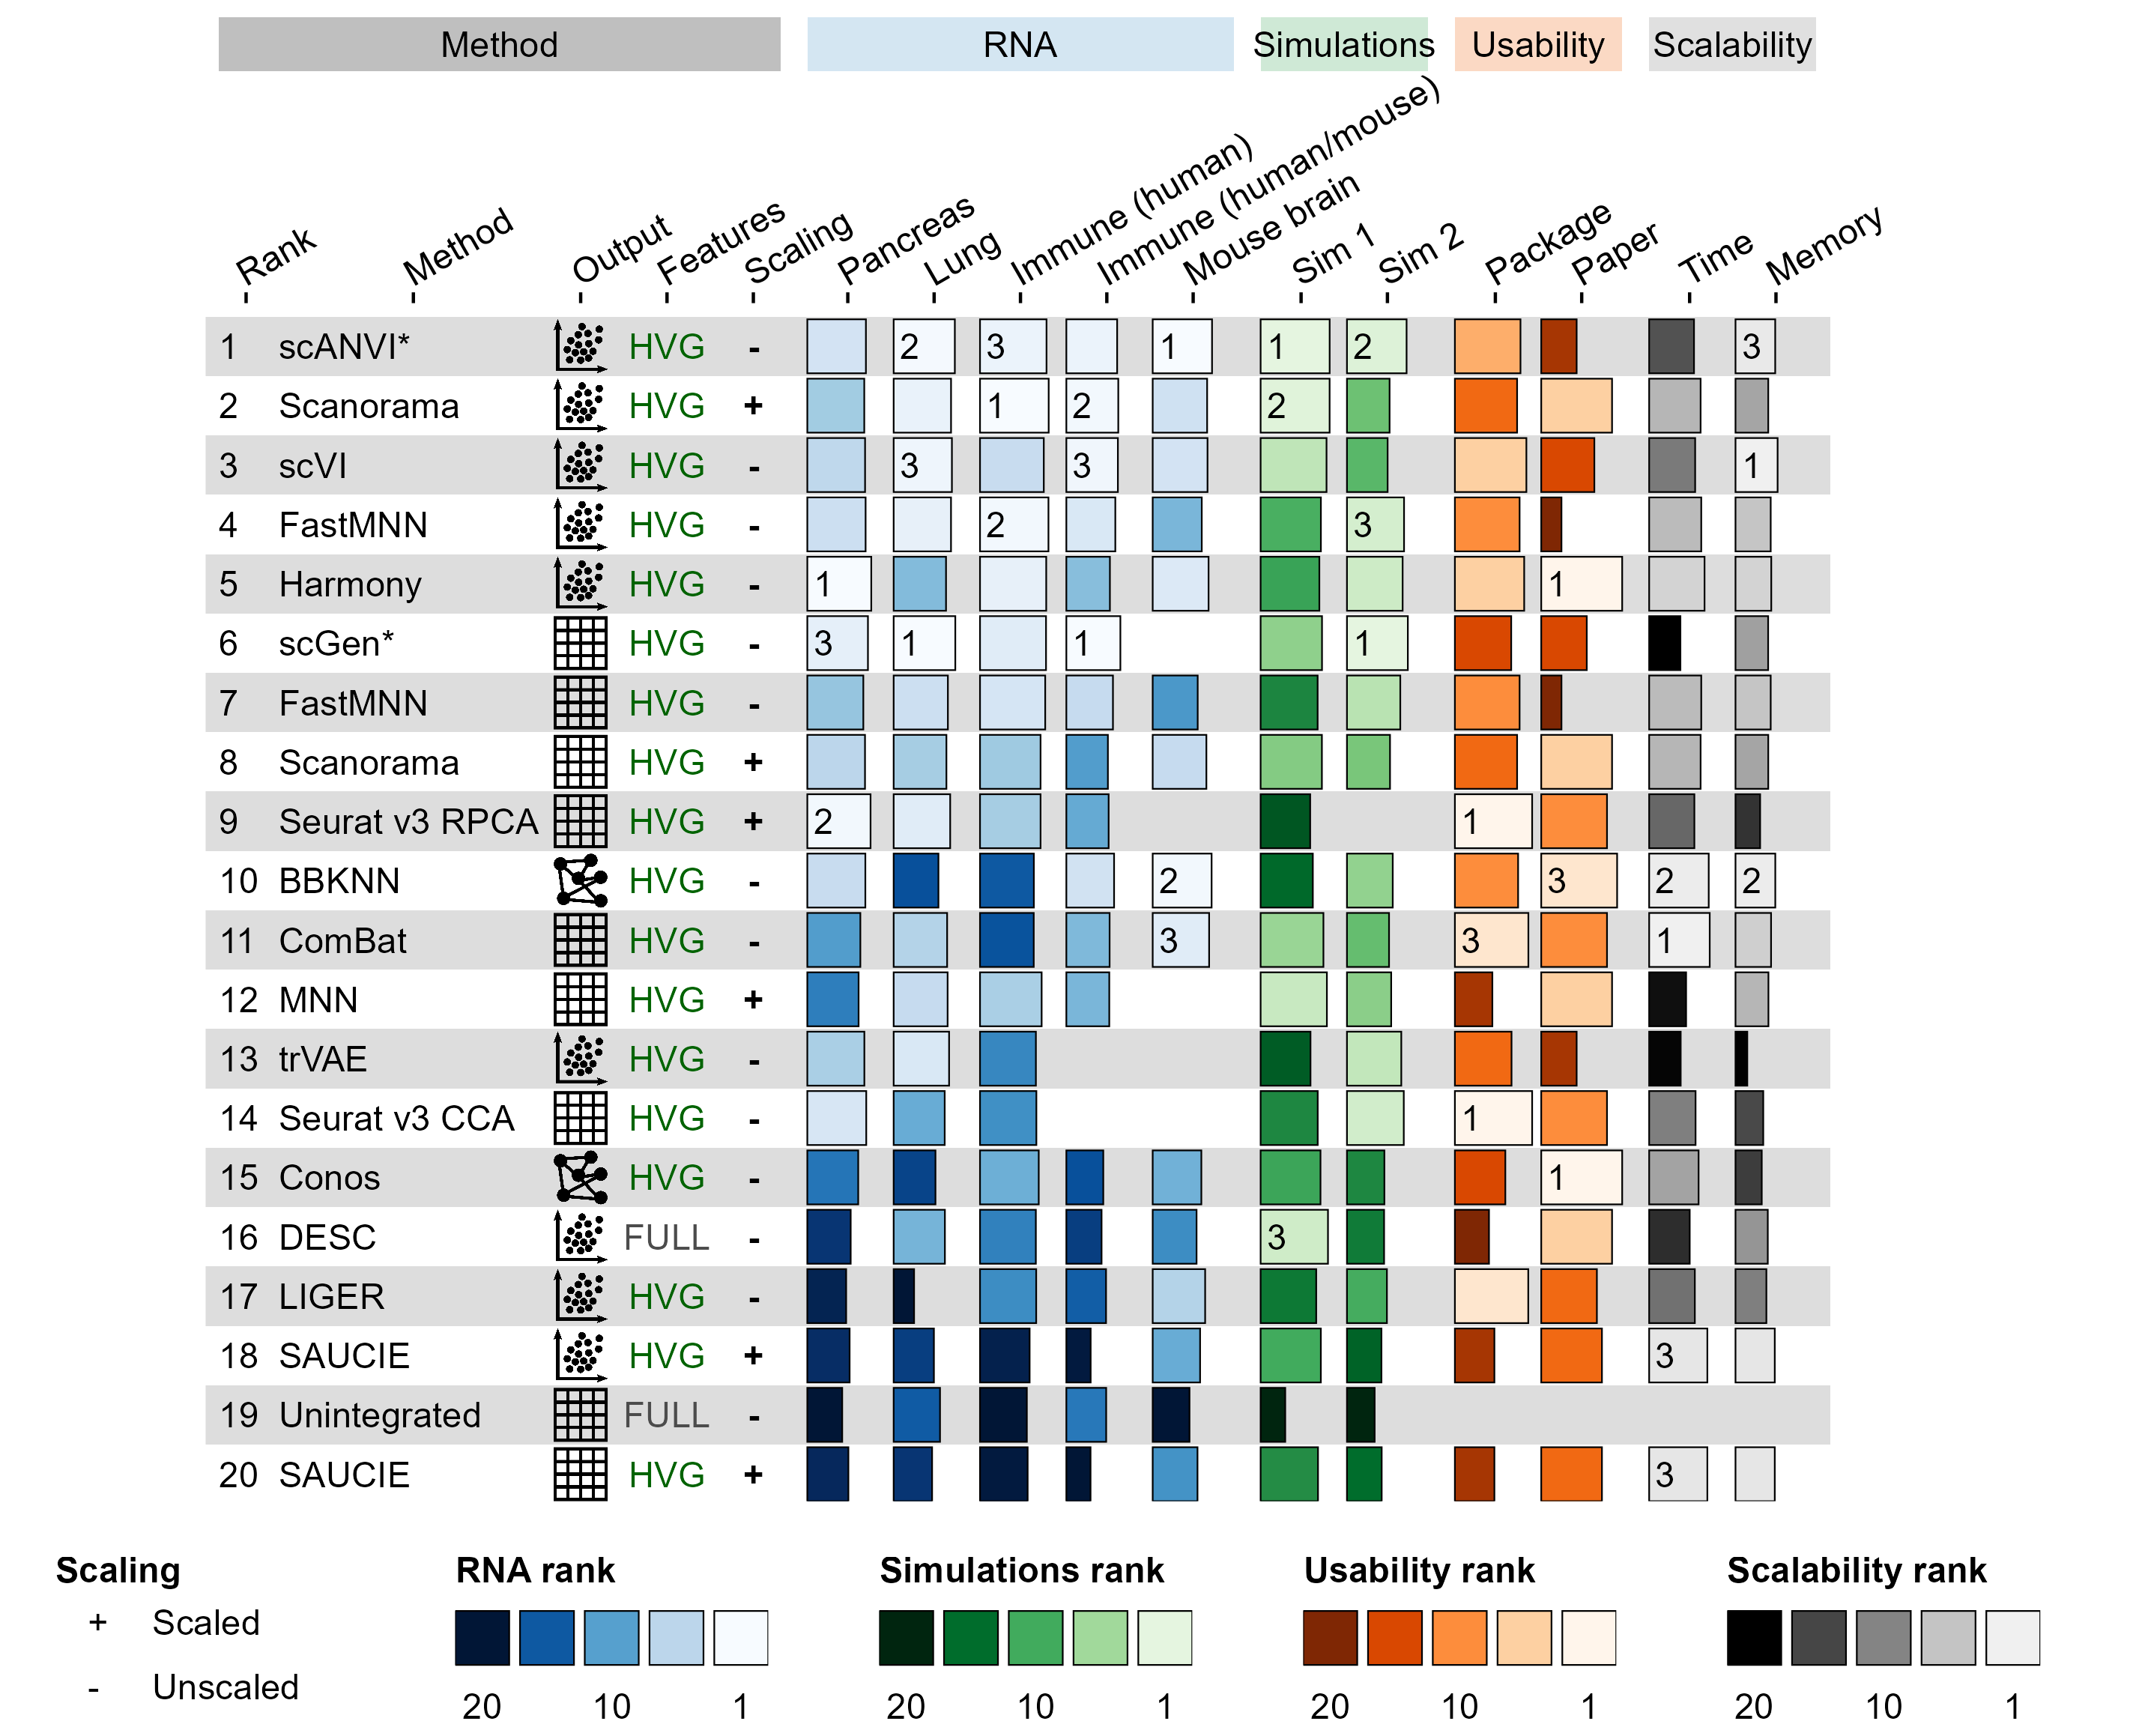 Method RNA Simulations Usability Scalability
Rank Method Output Features Scaling Pancreas Lung Immune (human) Immune (human/mouse) Mouse brain Sim 1 Sim 2 Package Paper Time Memory
1 scANVI* HVG - 2 3 1 1 2 3
2 Scanorama HVG + 1 2 2
3 scVI HVG - 3 3 1
4 FastMNN HVG - 2 3
5 Harmony HVG - 1 1
6 scGen* HVG - 3 1 1 1
7 FastMNN HVG -
8 Scanorama HVG +
9 Seurat v3 RPCA HVG + 2 1
10 BBKNN HVG - 2 3 2 2
11 ComBat HVG - 3 3 1
12 MNN HVG +
13 trVAE HVG -
14 Seurat v3 CCA HVG - 1
15 Conos HVG - 1
16 DESC FULL - 3
17 LIGER HVG -
18 SAUCIE HVG + 3
19 Unintegrated FULL -
20 SAUCIE HVG + 3
Scaling RNA rank Simulations rank Usability rank Scalability rank
+ Scaled
- Unscaled
20 10 1 20 10 1 20 10 1 20 10 1